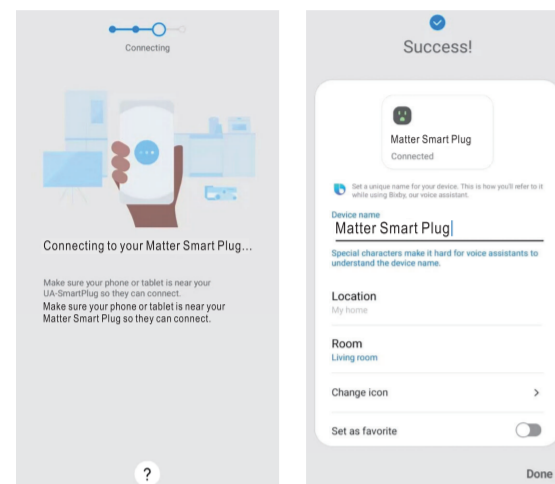 Connecting
Connecting to your Matter Smart Plug...
Make sure your phone or tablet is near your
UA-SmartPlug so they can connect.
Make sure your phone or tablet is near your
Matter Smart Plug so they can connect.
?
Success!
Matter Smart Plug
Connected
Set a unique name for your device. This is how you'll refer to it
while using Bixby, our voice assistant.
Device name
Matter Smart Plug
Special characters make it hard for voice assistants to
understand the device name.
Location
My home
Room
Living room
Change icon
Set as favorite
Done